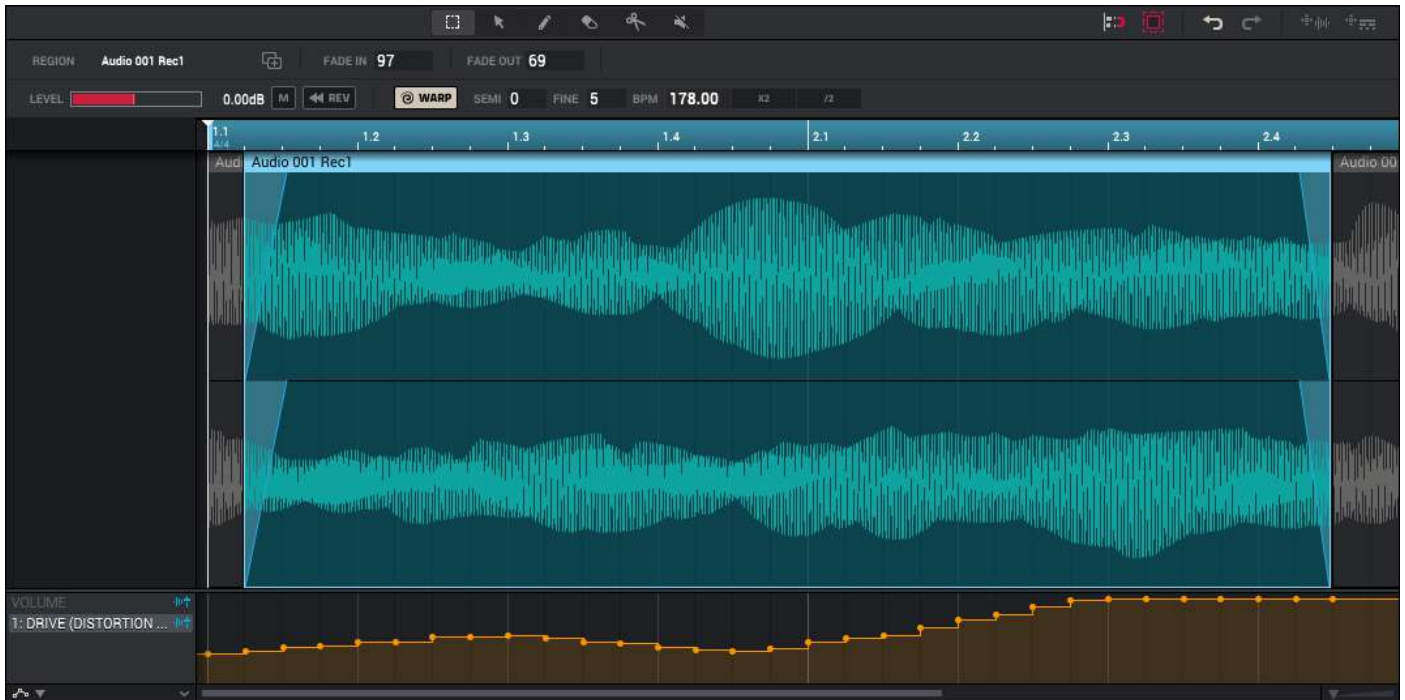 REGION Audio 001 Rec1 FADE IN 97 FADE OUT 69
LEVEL 0.00dB M REV WARP SEMI 0 FINE 5 BPM 178.00 X2 /2
1.1 1.2 1.3 1.4 2.1 2.2 2.3 2.4
4/4
Audi Audio 001 Rec1 Audio 00
VOLUME
1: DRIVE (DISTORTION ...